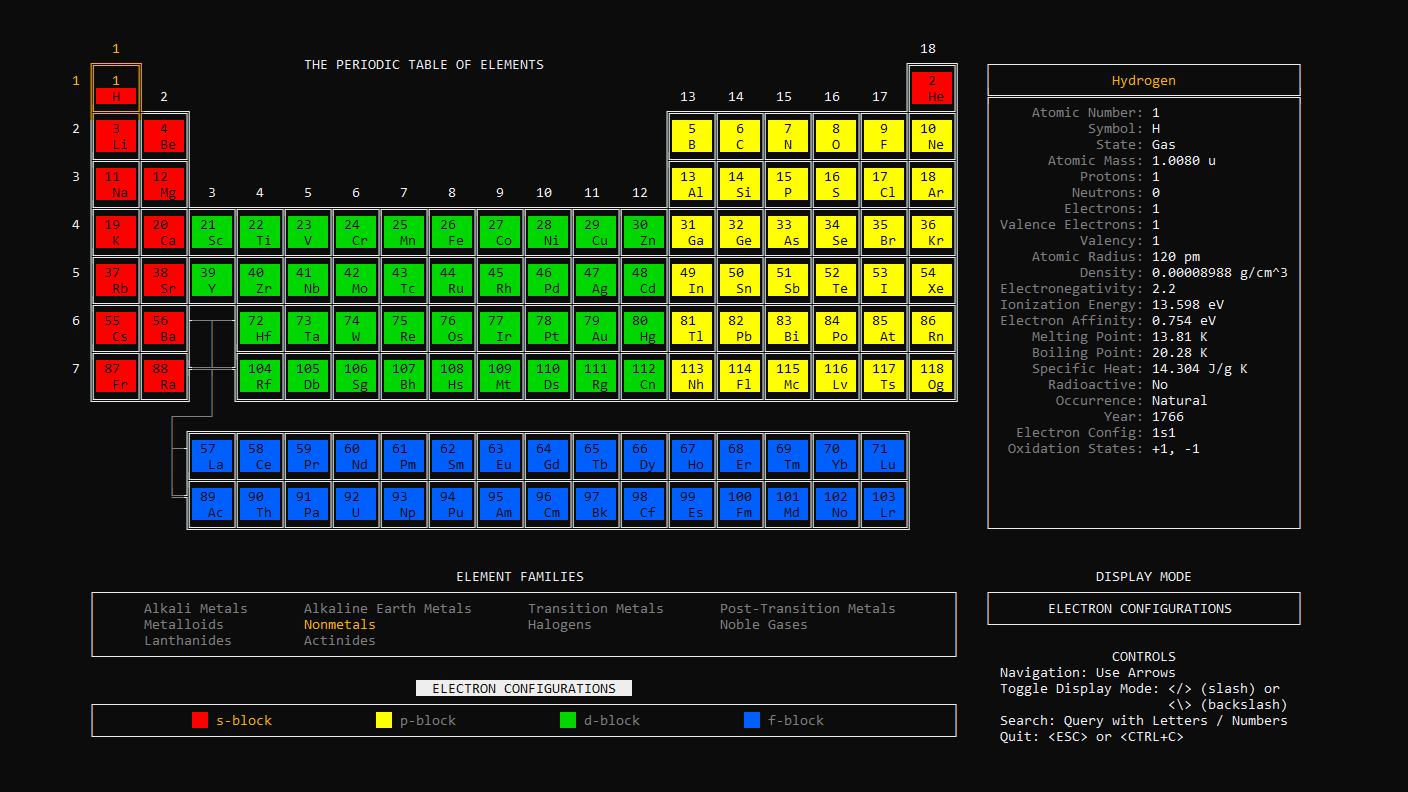 1 18
THE PERIODIC TABLE OF ELEMENTS
1 1 2
H 2 13 14 15 16 17 He
2 3 4 5 6 7 8 9 10
Li Be B C N O F Ne
3 11 12 13 14 15 16 17 18
Na Mg 3 4 5 6 7 8 9 10 11 12 Al Si P S Cl Ar
4 19 20 21 22 23 24 25 26 27 28 29 30 31 32 33 34 35 36
K Ca Sc Ti V Cr Mn Fe Co Ni Cu Zn Ga Ge As Se Br Kr
5 37 38 39 40 41 42 43 44 45 46 47 48 49 50 51 52 53 54
Rb Sr Y Zr Nb Mo Tc Ru Rh Pd Ag Cd In Sn Sb Te I Xe
6 55 56 72 73 74 75 76 77 78 79 80 81 82 83 84 85 86
Cs Ba Hf Ta W Re Os Ir Pt Au Hg Tl Pb Bi Po At Rn
7 87 88 104 105 106 107 108 109 110 111 112 113 114 115 116 117 118
Fr Ra Rf Db Sg Bh Hs Mt Ds Rg Cn Nh Fl Mc Lv Ts Og
57 58 59 60 61 62 63 64 65 66 67 68 69 70 71
La Ce Pr Nd Pm Sm Eu Gd Tb Dy Ho Er Tm Yb Lu
89 90 91 92 93 94 95 96 97 98 99 100 101 102 103
Ac Th Pa U Np Pu Am Cm Bk Cf Es Fm Md No Lr
Hydrogen
Atomic Number: 1
Symbol: H
State: Gas
Atomic Mass: 1.0080 u
Protons: 1
Neutrons: 0
Electrons: 1
Valence Electrons: 1
Valency: 1
Atomic Radius: 120 pm
Density: 0.00008988 g/cm^3
Electronegativity: 2.2
Ionization Energy: 13.598 eV
Electron Affinity: 0.754 eV
Melting Point: 13.81 K
Boiling Point: 20.28 K
Specific Heat: 14.304 J/g K
Radioactive: No
Occurrence: Natural
Year: 1766
Electron Config: 1s1
Oxidation States: +1, -1
ELEMENT FAMILIES
Alkali Metals Alkaline Earth Metals Transition Metals Post-Transition Metals
Metalloids Nonmetals Halogens Noble Gases
Lanthanides Actinides
ELECTRON CONFIGURATIONS
s-block p-block d-block f-block
DISPLAY MODE
ELECTRON CONFIGURATIONS
CONTROLS
Navigation: Use Arrows
Toggle Display Mode: </> (slash) or
<\> (backslash)
Search: Query with Letters / Numbers
Quit: <ESC> or <CTRL+C>